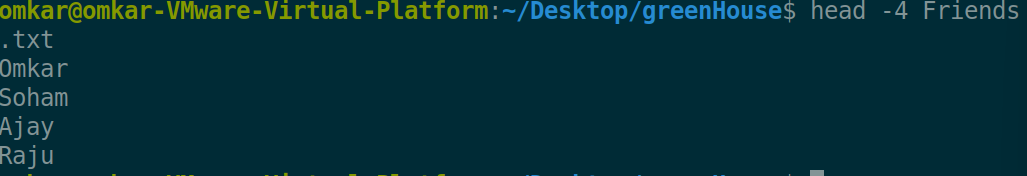 omkar@omkar-VMware-Virtual-Platform:~/Desktop/greenHouse$ head -4 Friends
.txt
Omkar
Soham
Ajay
Raju